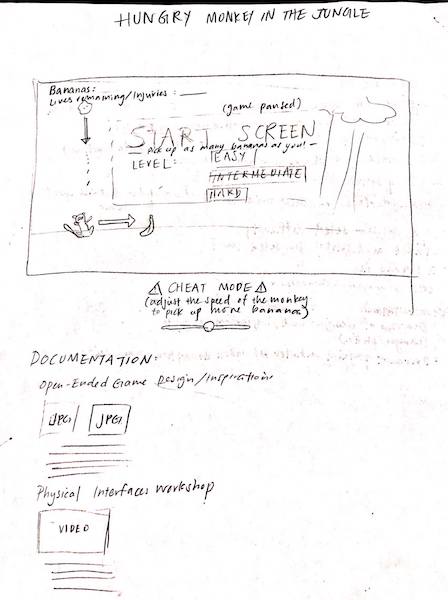 HUNGRY MONKEY IN THE JUNGLE
Bananas:
Lives remaining/injuries: ___
(game paused)
START SCREEN
— pick up as many bananas as you! —
LEVEL: EASY
INTERMEDIATE
HARD
⚠ CHEAT MODE ⚠
(adjust the speed of the monkey
to pick up more bananas)
DOCUMENTATION:
Open-Ended Game Design/Inspiration
JPG JPG
Physical Interfaces Workshop
VIDEO